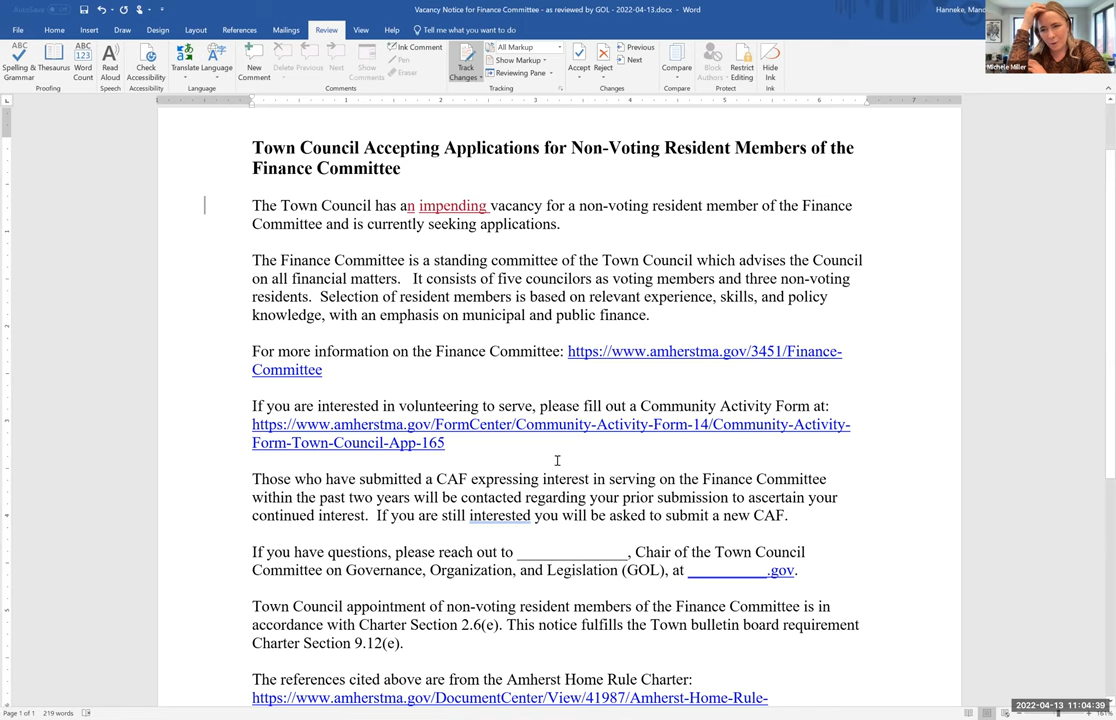 AutoSave
Vacancy Notice for Finance Committee - as reviewed by GOL - 2022-04-13.docx - Word
Hanneke, Manc
File Home Insert Draw Design Layout References Mailings Review View Help Tell me what you want to do
Spelling & Grammar
Thesaurus
Word Count
Read Aloud
Check Accessibility
Translate
Language
New Comment
Delete
Previous
Next
Show Comments
Ink Comment
Pen
Eraser
Track Changes
All Markup
Show Markup
Reviewing Pane
Accept
Reject
Previous
Next
Compare
Block Authors
Restrict Editing
Hide Ink
Proofing Speech Accessibility Language Comments Tracking Changes Compare Protect Ink
Michele Miller
Town Council Accepting Applications for Non-Voting Resident Members of the
Finance Committee
The Town Council has an impending vacancy for a non-voting resident member of the Finance
Committee and is currently seeking applications.
The Finance Committee is a standing committee of the Town Council which advises the Council
on all financial matters. It consists of five councilors as voting members and three non-voting
residents. Selection of resident members is based on relevant experience, skills, and policy
knowledge, with an emphasis on municipal and public finance.
For more information on the Finance Committee: https://www.amherstma.gov/3451/Finance-
Committee
If you are interested in volunteering to serve, please fill out a Community Activity Form at:
https://www.amherstma.gov/FormCenter/Community-Activity-Form-14/Community-Activity-
Form-Town-Council-App-165
Those who have submitted a CAF expressing interest in serving on the Finance Committee
within the past two years will be contacted regarding your prior submission to ascertain your
continued interest. If you are still interested you will be asked to submit a new CAF.
If you have questions, please reach out to ______________, Chair of the Town Council
Committee on Governance, Organization, and Legislation (GOL), at __________.gov.
Town Council appointment of non-voting resident members of the Finance Committee is in
accordance with Charter Section 2.6(e). This notice fulfills the Town bulletin board requirement
Charter Section 9.12(e).
The references cited above are from the Amherst Home Rule Charter:
https://www.amherstma.gov/DocumentCenter/View/41987/Amherst-Home-Rule-
Page 1 of 1 219 words
2022-04-13 11:04:39